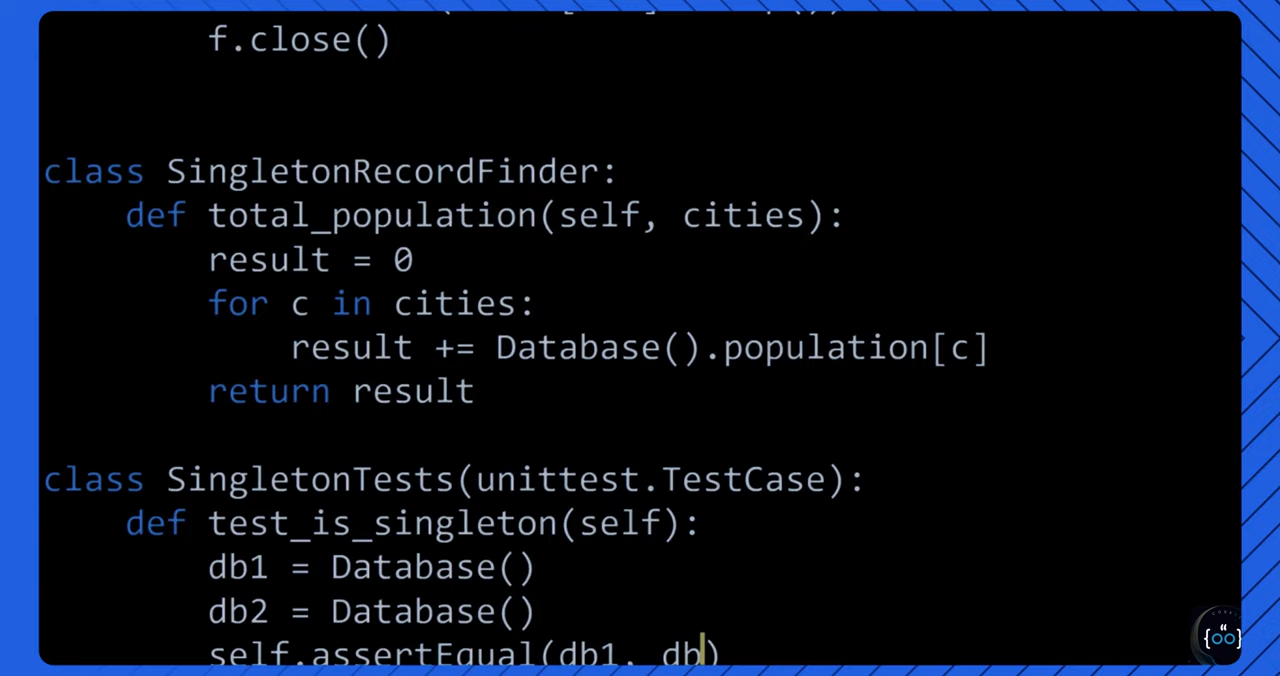 f.close()
class SingletonRecordFinder:
    def total_population(self, cities):
        result = 0
        for c in cities:
            result += Database().population[c]
        return result
class SingletonTests(unittest.TestCase):
    def test_is_singleton(self):
        db1 = Database()
        db2 = Database()
        self.assertEqual(db1, db)